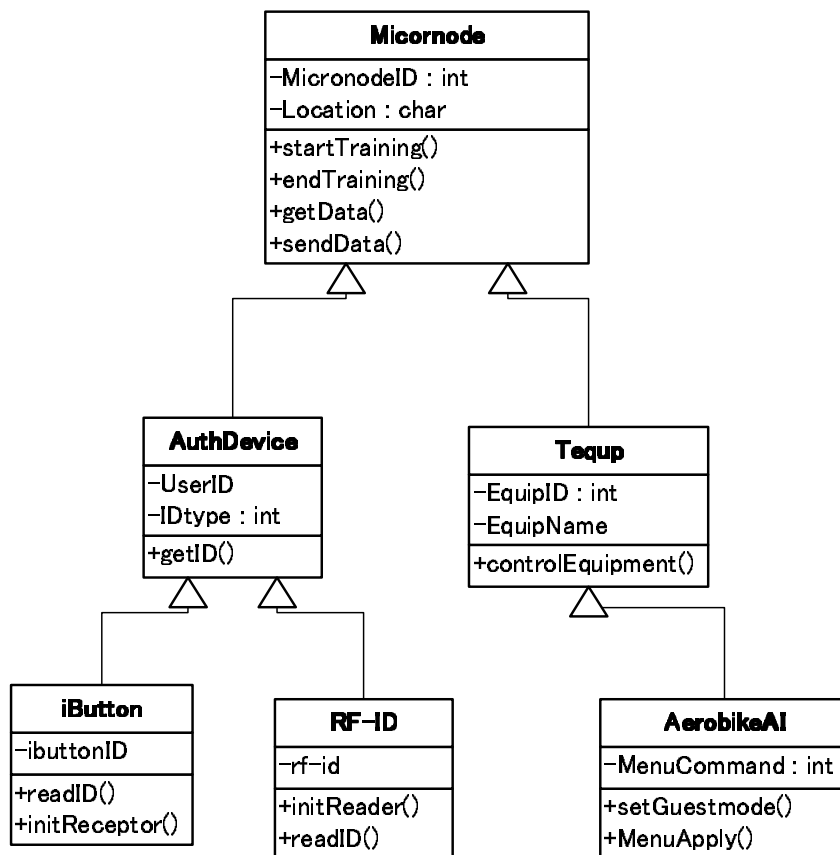 Micornode
-MicronodeID : int
-Location : char
+startTraining()
+endTraining()
+getData()
+sendData()
AuthDevice
-UserID
-IDtype : int
+getID()
Tequp
-EquipID : int
-EquipName
+controlEquipment()
iButton
-ibuttonID
+readID()
+initReceptor()
RF-ID
-rf-id
+initReader()
+readID()
AerobikeAI
-MenuCommand : int
+setGuestmode()
+MenuApply()